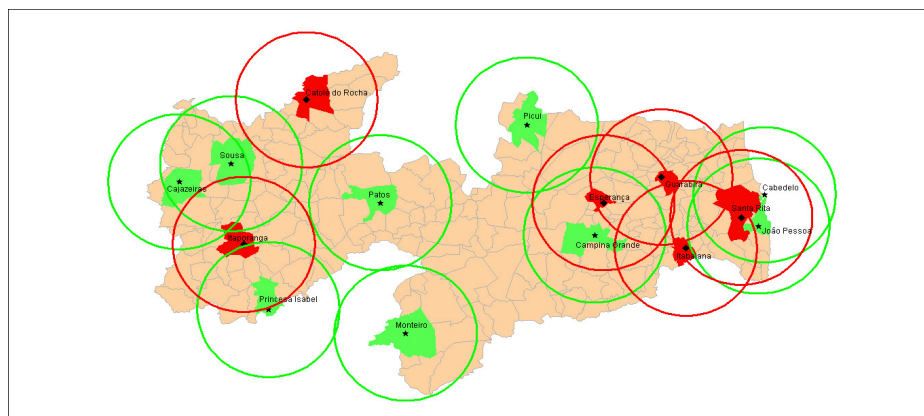 Catolé do Rocha
Picuí
Sousa
Cajazeiras
Patos
Esperança
Guarabira
Cabedelo
Santa Rita
João Pessoa
Itaporanga
Campina Grande
Itabaiana
Princesa Isabel
Monteiro